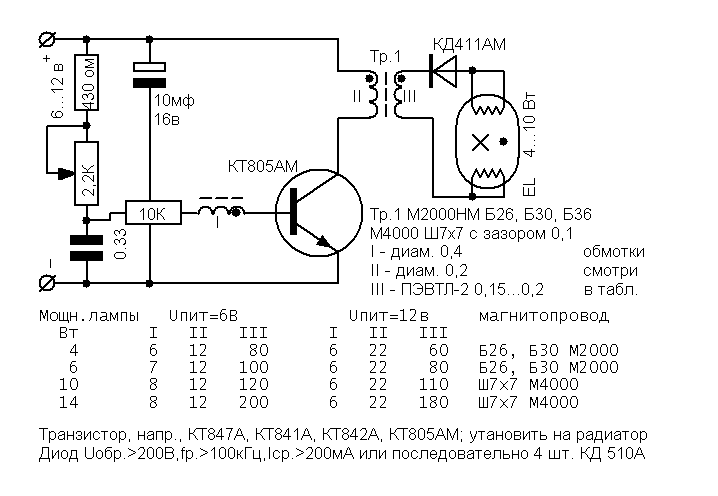 +
6...12 в
−
430 ом
2,2К
10мф
16в
0.33
10К
I
КТ805АМ
Тр.1
II
III
КД411АМ
4...10 Вт
EL
Тр.1 М2000НМ Б26, Б30, Б36
М4000 Ш7х7 с зазором 0,1
I - диам. 0,4 обмотки
II - диам. 0,2 смотри
III - ПЭВТЛ-2 0,15...0,2 в табл.
Мощн.лампы Uпит=6В Uпит=12в магнитопровод
Вт I II III I II III
4 6 12 80 6 22 60 Б26, Б30 М2000
6 7 12 100 6 22 80 Б26, Б30 М2000
10 8 12 120 6 22 110 Ш7х7 М4000
14 8 12 200 6 22 180 Ш7х7 М4000
Транзистор, напр., КТ847А, КТ841А, КТ842А, КТ805АМ; утановить на радиатор
Диод Uобр.>200В,fр.>100кГц,Iср.>200мА или последовательно 4 шт. КД 510А